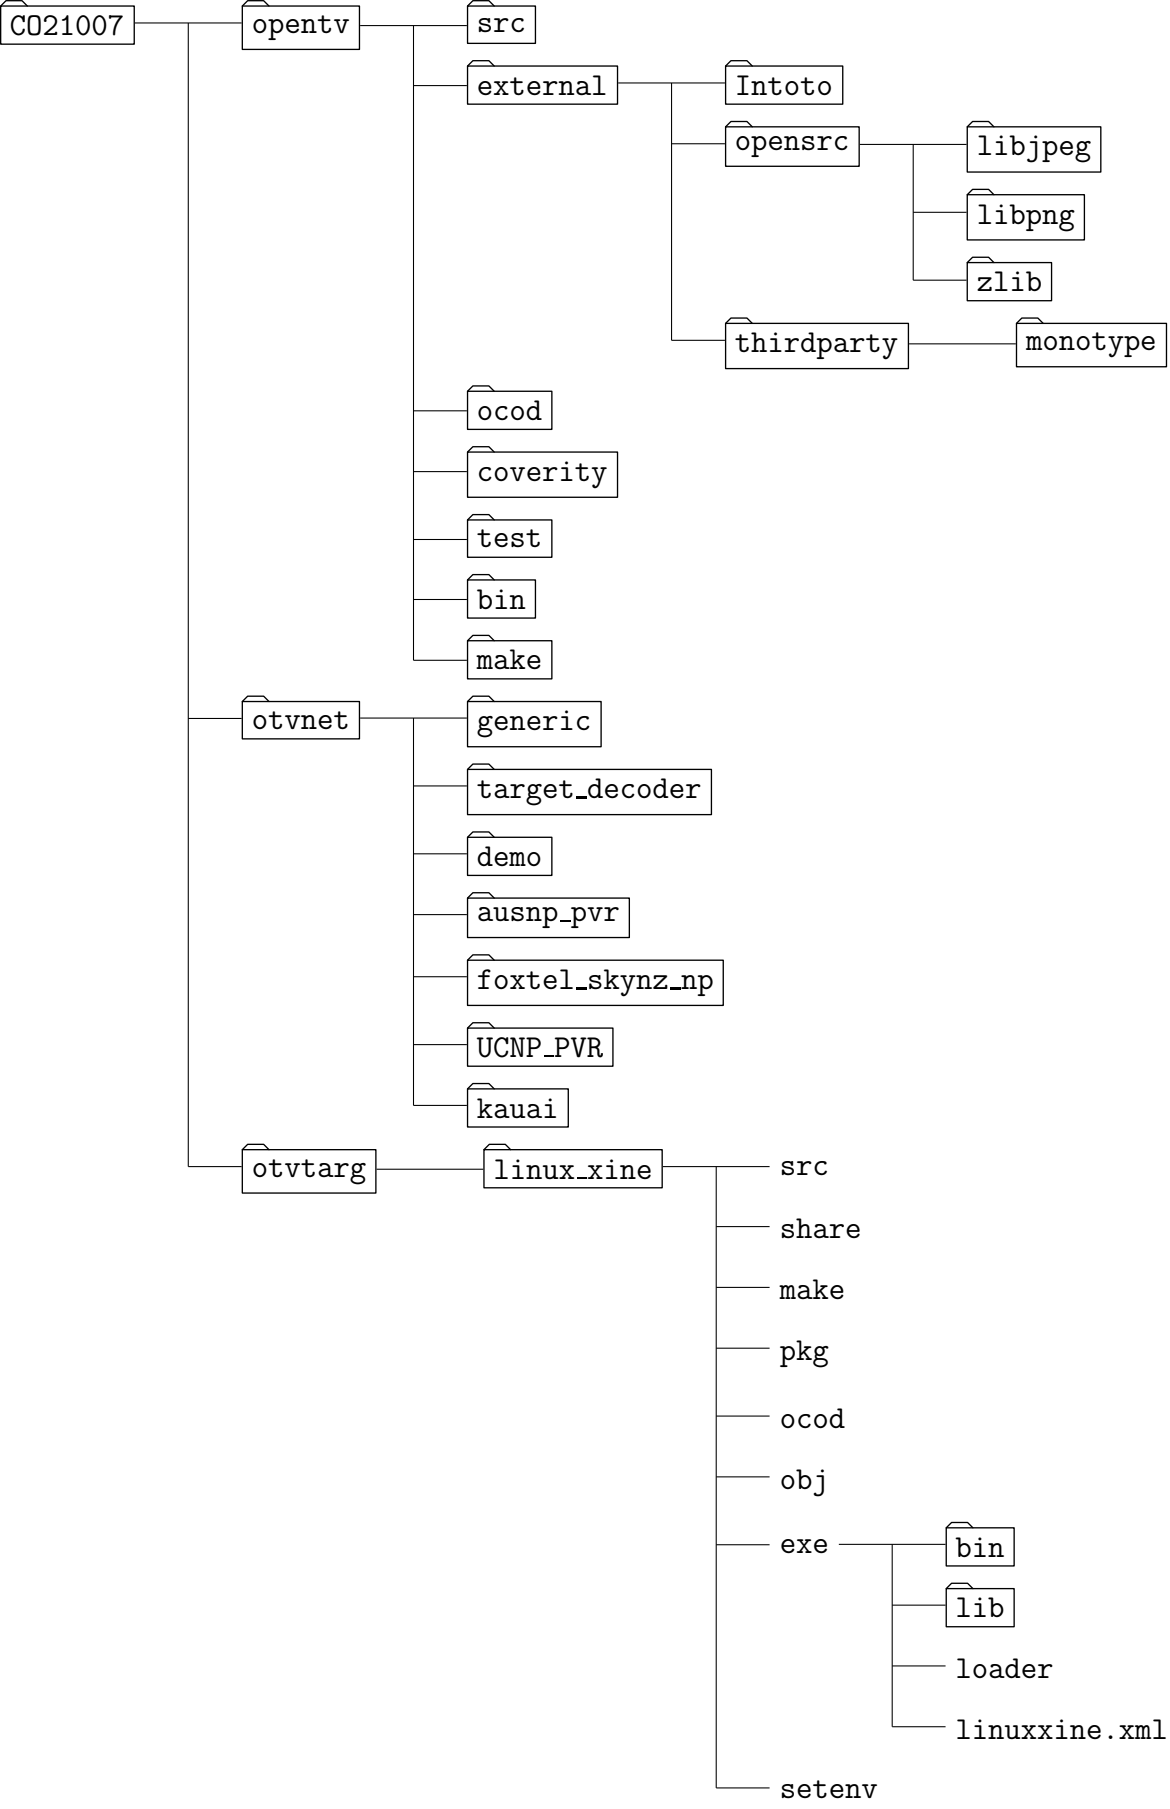 CO21007
opentv
src
external
Intoto
opensrc
libjpeg
libpng
zlib
thirdparty
monotype
ocod
coverity
test
bin
make
otvnet
generic
target_decoder
demo
ausnp_pvr
foxtel_skynz_np
UCNP_PVR
kauai
otvtarg
linux_xine
src
share
make
pkg
ocod
obj
exe
bin
lib
loader
linuxxine.xml
setenv